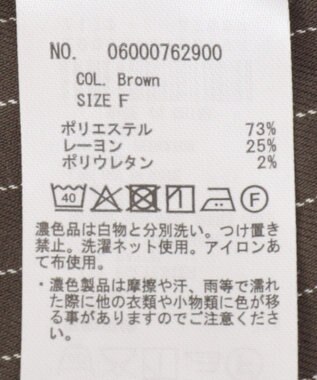 NO. 06000762900
COL. Brown
SIZE F
ポリエステル 73%
レーヨン 25%
ポリウレタン 2%
40
F
濃色品は白物と分別洗い。つけ置き
禁止。洗濯ネット使用。アイロンあ
て布使用。
・濃色製品は摩擦や汗、雨等で濡れ
た際に他の衣類や小物類に色が移
る事がありますのでご注意くださ
い。